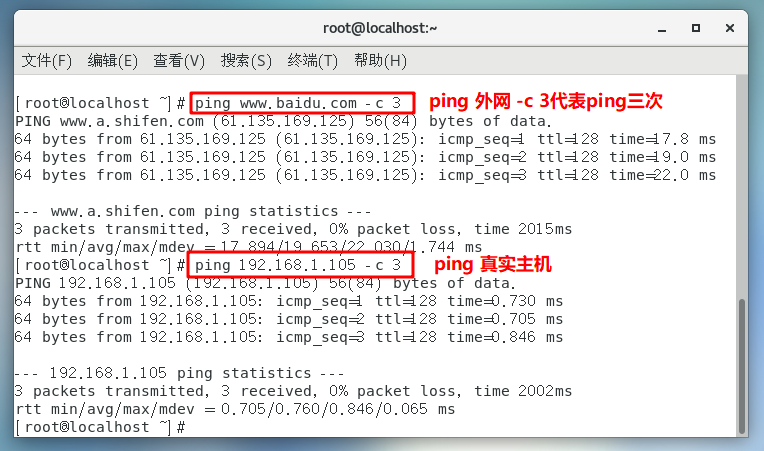 root@localhost:~
文件(F) 编辑(E) 查看(V) 搜索(S) 终端(T) 帮助(H)
[root@localhost ~]# ping www.baidu.com -c 3 ping 外网 -c 3代表ping三次
PING www.a.shifen.com (61.135.169.125) 56(84) bytes of data.
64 bytes from 61.135.169.125 (61.135.169.125): icmp_seq=1 ttl=128 time=17.8 ms
64 bytes from 61.135.169.125 (61.135.169.125): icmp_seq=2 ttl=128 time=19.0 ms
64 bytes from 61.135.169.125 (61.135.169.125): icmp_seq=3 ttl=128 time=22.0 ms
--- www.a.shifen.com ping statistics ---
3 packets transmitted, 3 received, 0% packet loss, time 2015ms
rtt min/avg/max/mdev = 17.894/19.653/22.030/1.744 ms
[root@localhost ~]# ping 192.168.1.105 -c 3 ping 真实主机
PING 192.168.1.105 (192.168.1.105) 56(84) bytes of data.
64 bytes from 192.168.1.105: icmp_seq=1 ttl=128 time=0.730 ms
64 bytes from 192.168.1.105: icmp_seq=2 ttl=128 time=0.705 ms
64 bytes from 192.168.1.105: icmp_seq=3 ttl=128 time=0.846 ms
--- 192.168.1.105 ping statistics ---
3 packets transmitted, 3 received, 0% packet loss, time 2002ms
rtt min/avg/max/mdev = 0.705/0.760/0.846/0.065 ms
[root@localhost ~]#